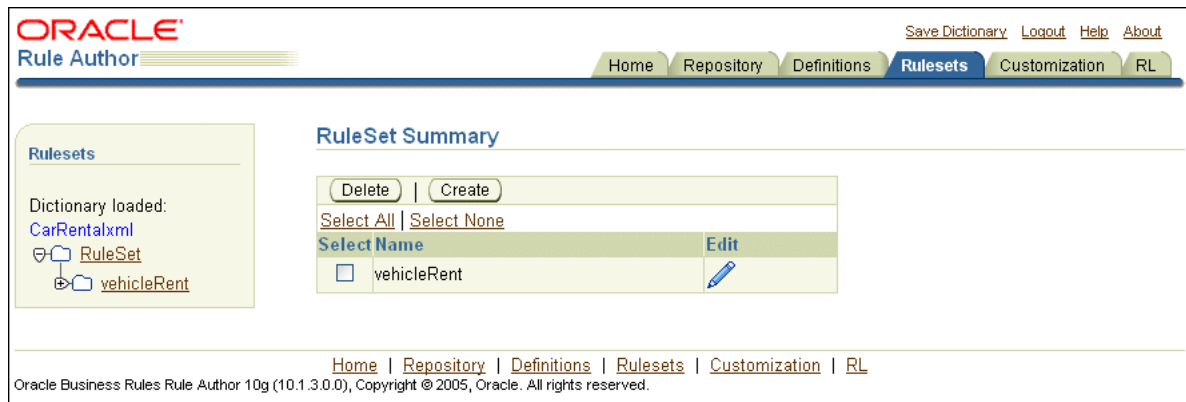 ORACLE
Rule Author
Save Dictionary Logout Help About
Home Repository Definitions Rulesets Customization RL
Rulesets
Dictionary loaded:
CarRentalxml
RuleSet
vehicleRent
RuleSet Summary
Delete | Create
Select All | Select None
Select Name Edit
vehicleRent
Home | Repository | Definitions | Rulesets | Customization | RL
Oracle Business Rules Rule Author 10g (10.1.3.0.0), Copyright © 2005, Oracle. All rights reserved.